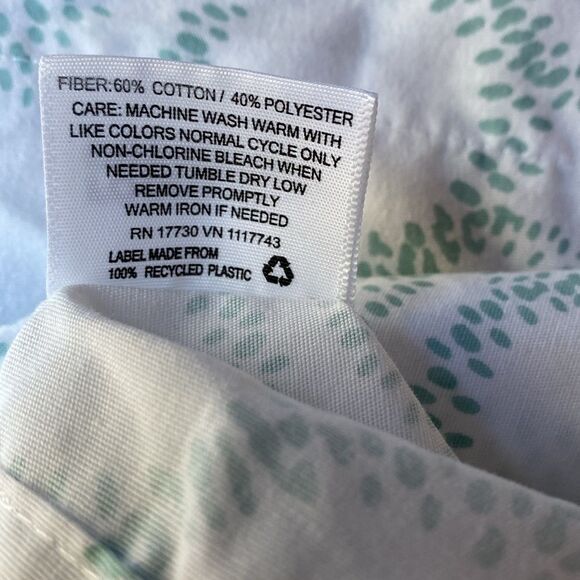 FIBER:60% COTTON / 40% POLYESTER
CARE: MACHINE WASH WARM WITH
LIKE COLORS NORMAL CYCLE ONLY
NON-CHLORINE BLEACH WHEN
NEEDED TUMBLE DRY LOW
REMOVE PROMPTLY
WARM IRON IF NEEDED
RN 17730 VN 1117743
LABEL MADE FROM
100% RECYCLED PLASTIC